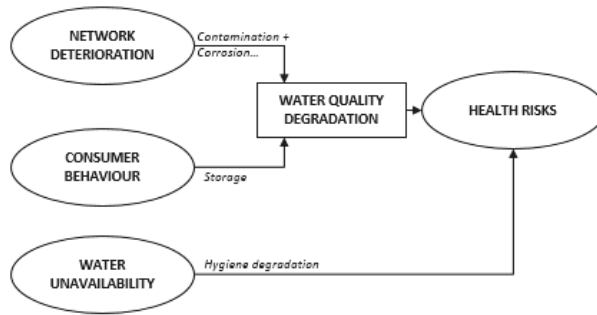 NETWORK
DETERIORATION
Contamination +
Corrosion...
WATER QUALITY
DEGRADATION
HEALTH RISKS
CONSUMER
BEHAVIOUR
Storage
WATER
UNAVAILABILITY
Hygiene degradation